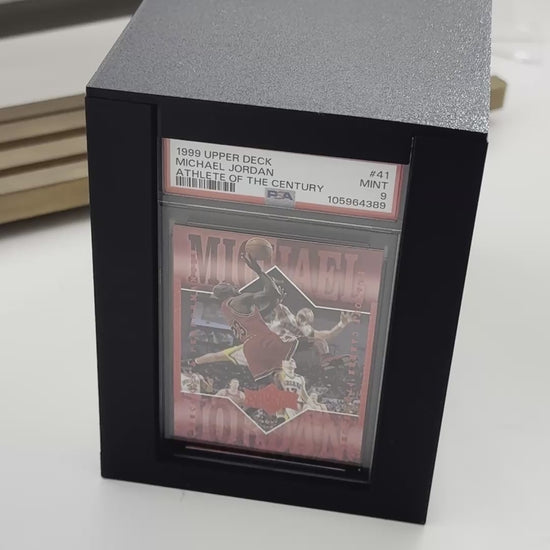 1999 UPPER DECK #41
MICHAEL JORDAN MINT
ATHLETE OF THE CENTURY 9
PSA 105964389
MICHAEL
JORDAN